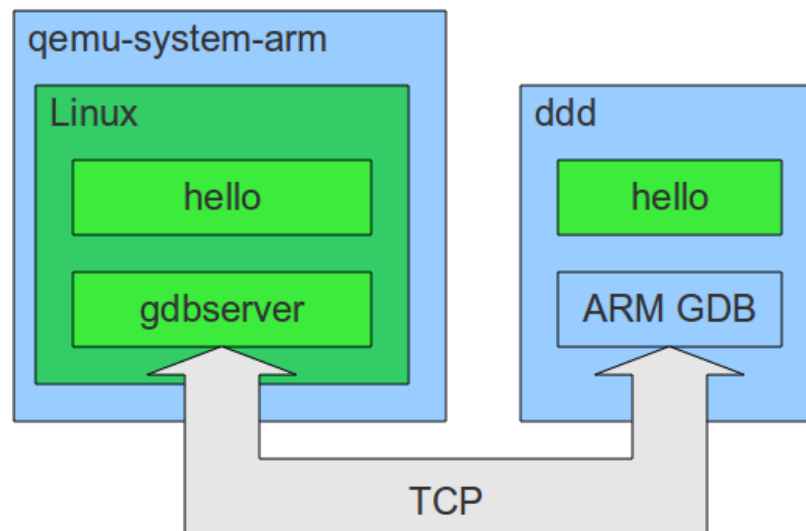 qemu-system-arm
Linux
hello
gdbserver
ddd
hello
ARM GDB
TCP